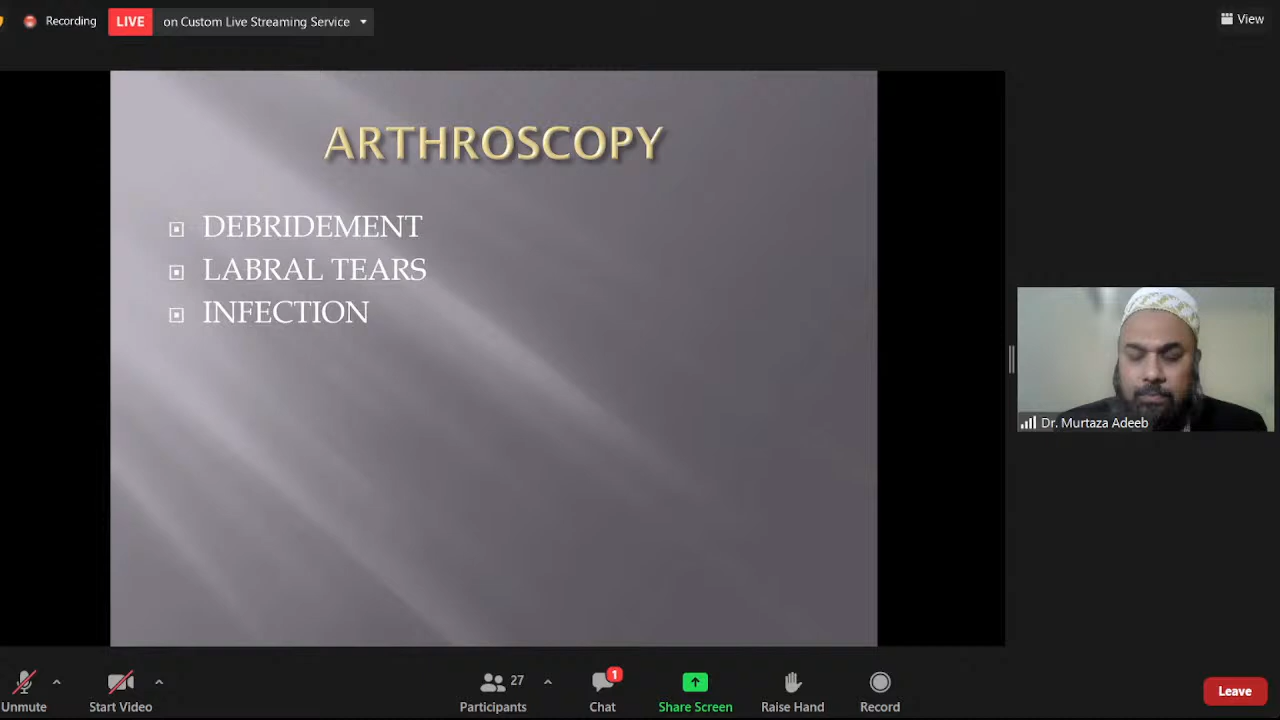 Recording
LIVE on Custom Live Streaming Service
View
ARTHROSCOPY
DEBRIDEMENT
LABRAL TEARS
INFECTION
Dr. Murtaza Adeeb
Unmute
Start Video
27
Participants
1
Chat
Share Screen
Raise Hand
Record
Leave